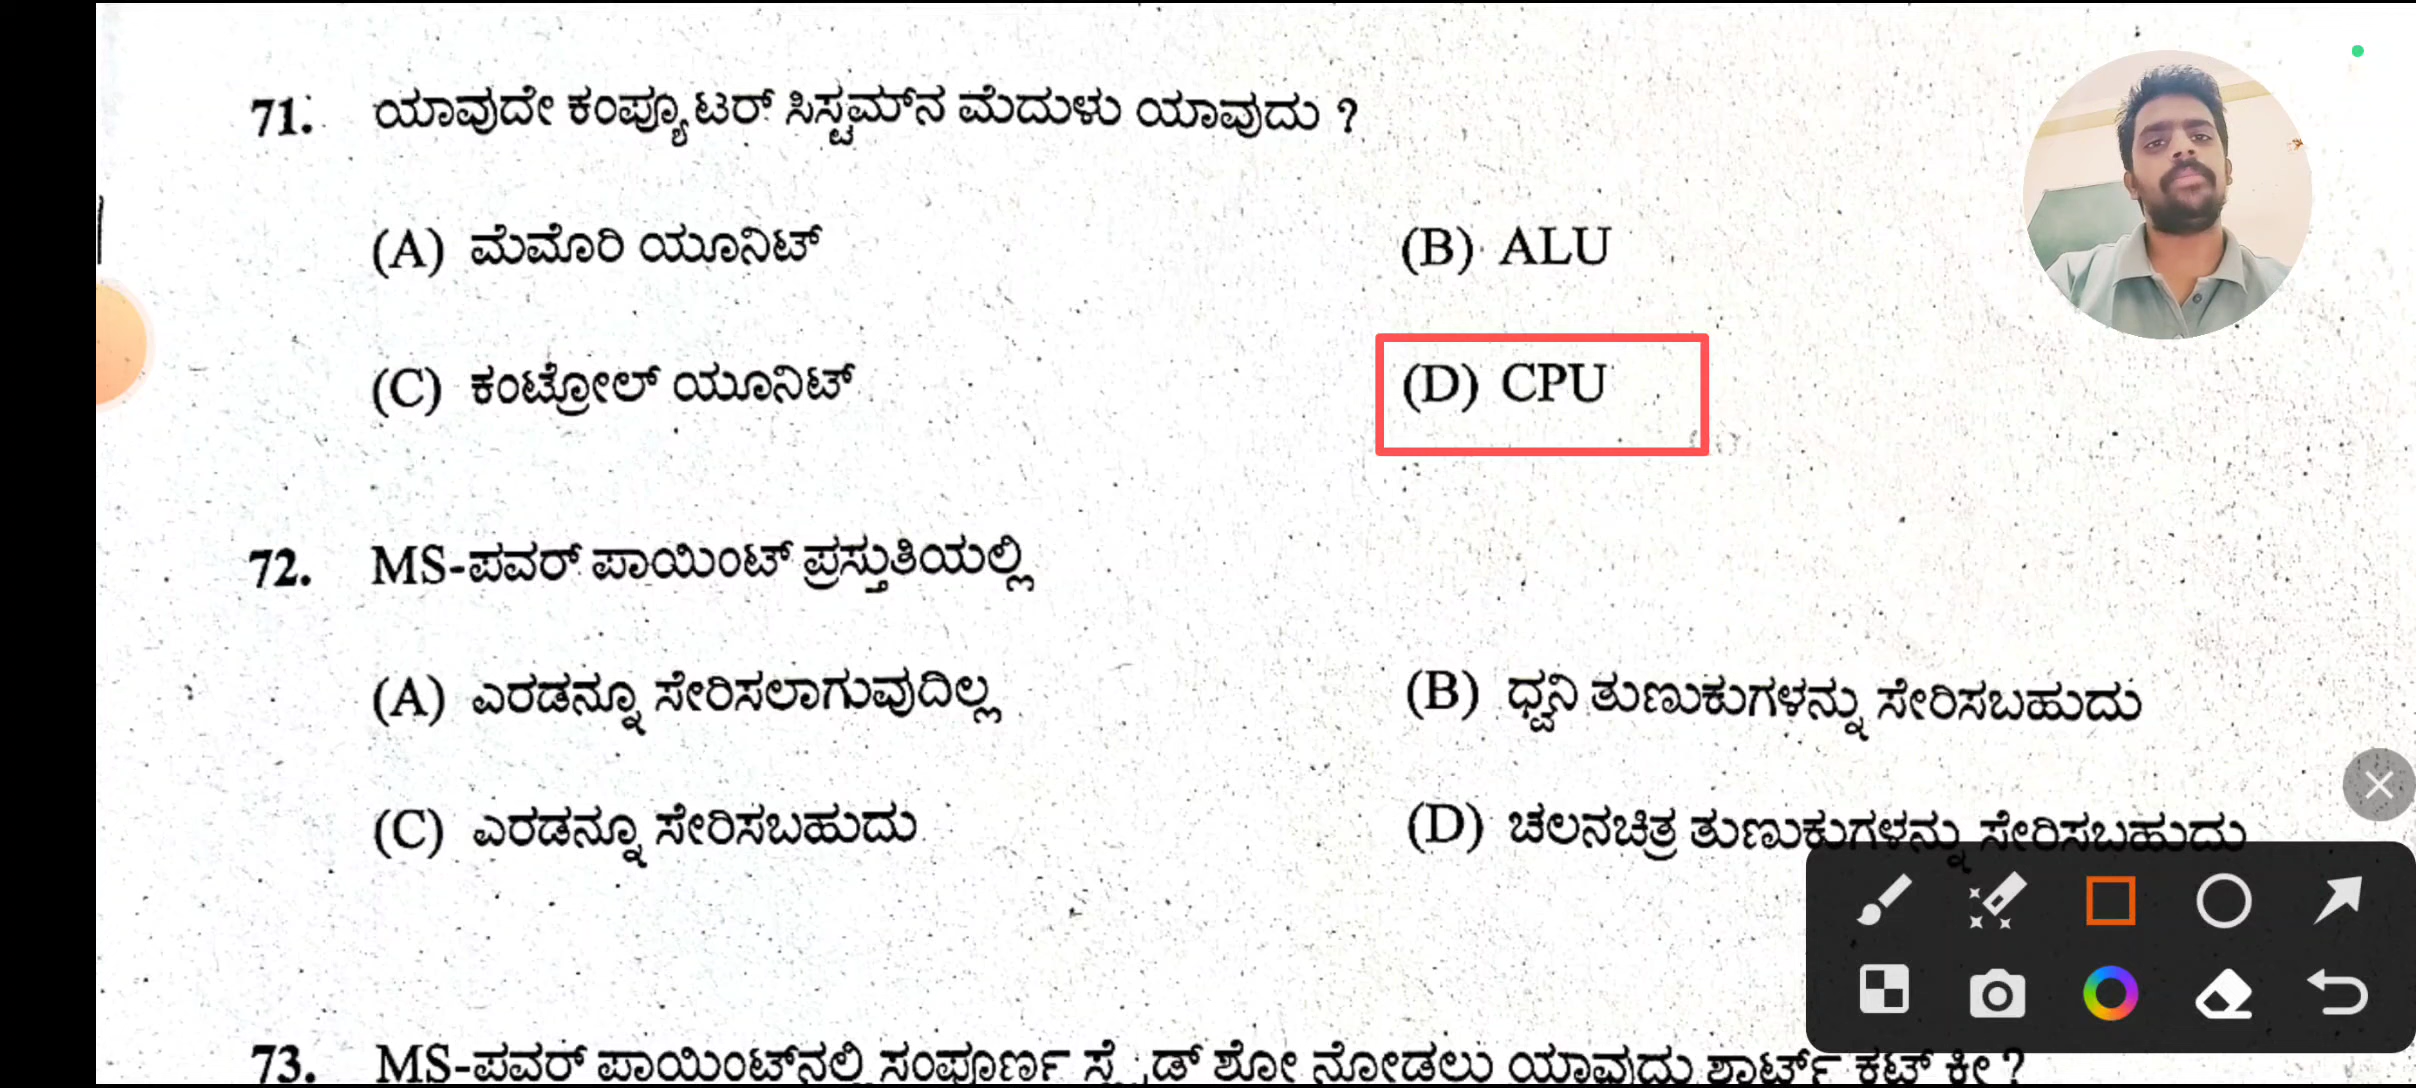 71. ಯಾವುದೇ ಕಂಪ್ಯೂಟರ್ ಸಿಸ್ಟಮ್‌ನ ಮೆದುಳು ಯಾವುದು ?
(A) ಮೆಮೊರಿ ಯೂನಿಟ್ (B) ALU
(C) ಕಂಟ್ರೋಲ್ ಯೂನಿಟ್ (D) CPU
72. MS-ಪವರ್ ಪಾಯಿಂಟ್ ಪ್ರಸ್ತುತಿಯಲ್ಲಿ
(A) ಎರಡನ್ನೂ ಸೇರಿಸಲಾಗುವುದಿಲ್ಲ (B) ಧ್ವನಿ ತುಣುಕುಗಳನ್ನು ಸೇರಿಸಬಹುದು
(C) ಎರಡನ್ನೂ ಸೇರಿಸಬಹುದು (D) ಚಲನಚಿತ್ರ ತುಣುಕುಗಳನ್ನು ಸೇರಿಸಬಹುದು
73. MS-ಪವರ್ ಪಾಯಿಂಟ್‌ನಲ್ಲಿ ಸಂಪೂರ್ಣ ಸ್ಲೈಡ್ ಶೋ ನೋಡಲು ಯಾವುದು ಶಾರ್ಟ್ ಕಟ್ ಕೀ ?